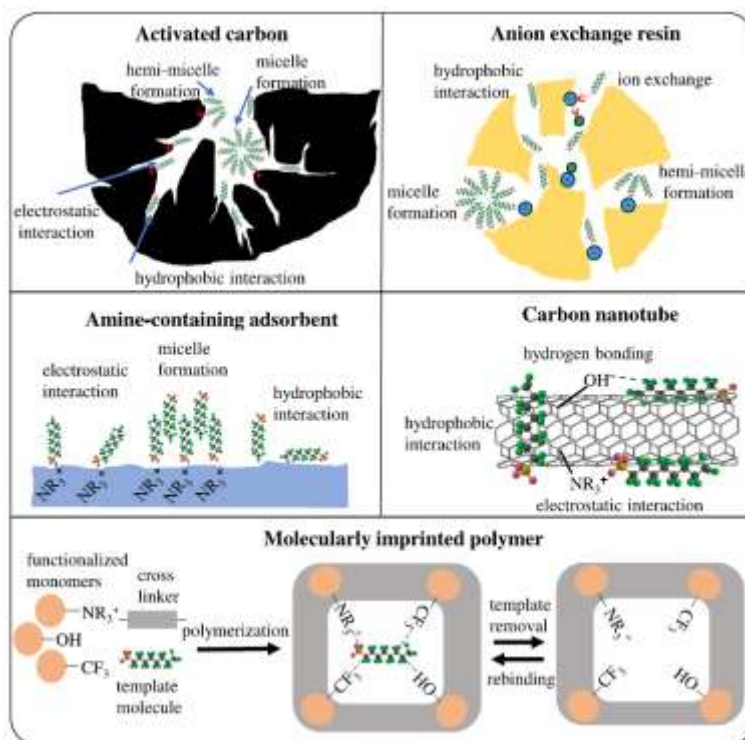 Activated carbon
hemi-micelle
formation
micelle
formation
electrostatic
interaction
hydrophobic interaction
Anion exchange resin
hydrophobic
interaction
ion exchange
micelle
formation
hemi-micelle
formation
Amine-containing adsorbent
electrostatic
interaction
micelle
formation
hydrophobic
interaction
NR3 NR3 NR3 NR3 NR3
Carbon nanotube
hydrogen bonding
OH
hydrophobic
interaction
NR3+
electrostatic interaction
Molecularly imprinted polymer
functionalized
monomers
cross
linker
NR3+
OH
CF3
template
molecule
polymerization
NR3+
CF3
CF3
HO
template
removal
rebinding
NR3+
CF3
CF3
HO